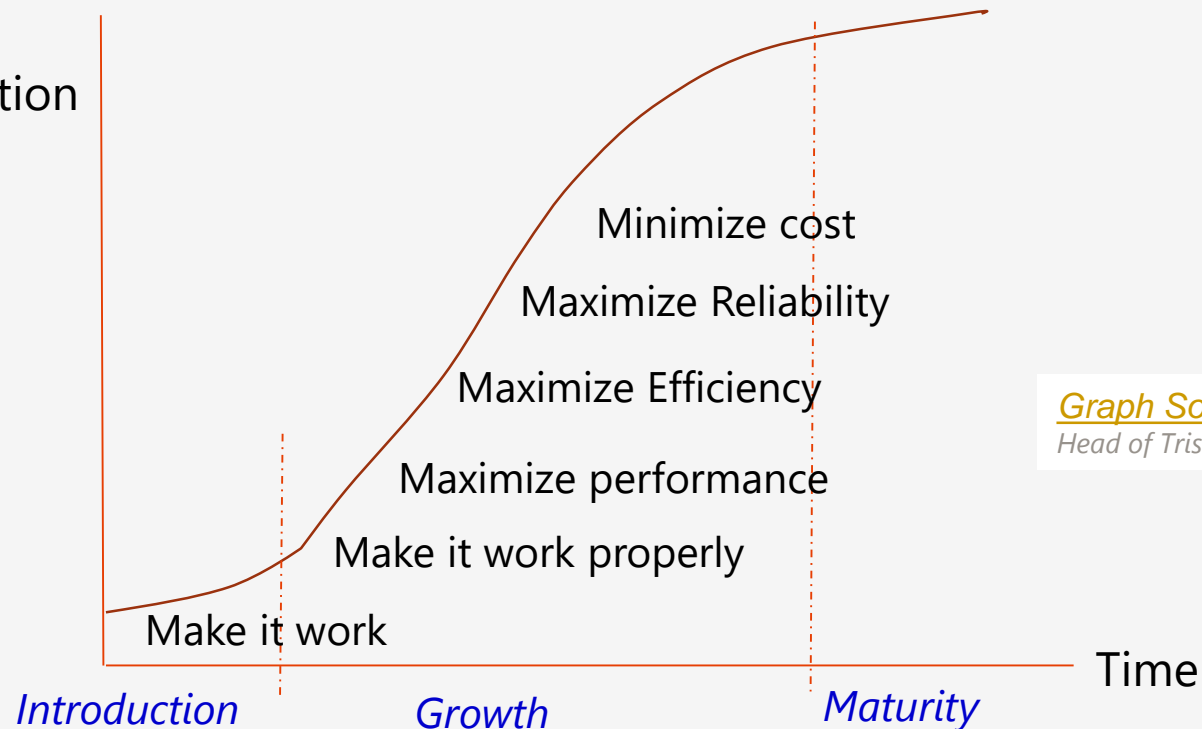 tion
Minimize cost
Maximize Reliability
Maximize Efficiency
Graph So
Head of Tris
Maximize performance
Make it work properly
Make it work
Time
Introduction
Growth
Maturity